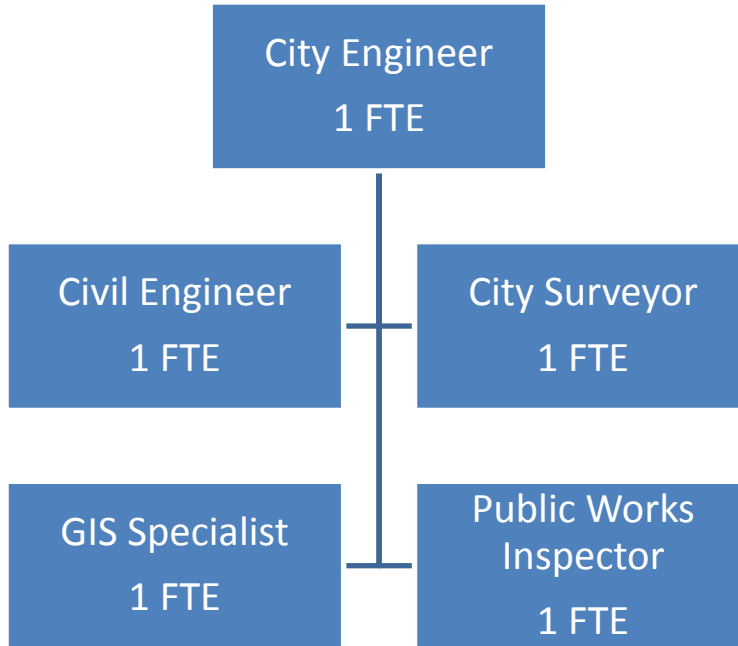 City Engineer
1 FTE
Civil Engineer
1 FTE
City Surveyor
1 FTE
GIS Specialist
1 FTE
Public Works
Inspector
1 FTE